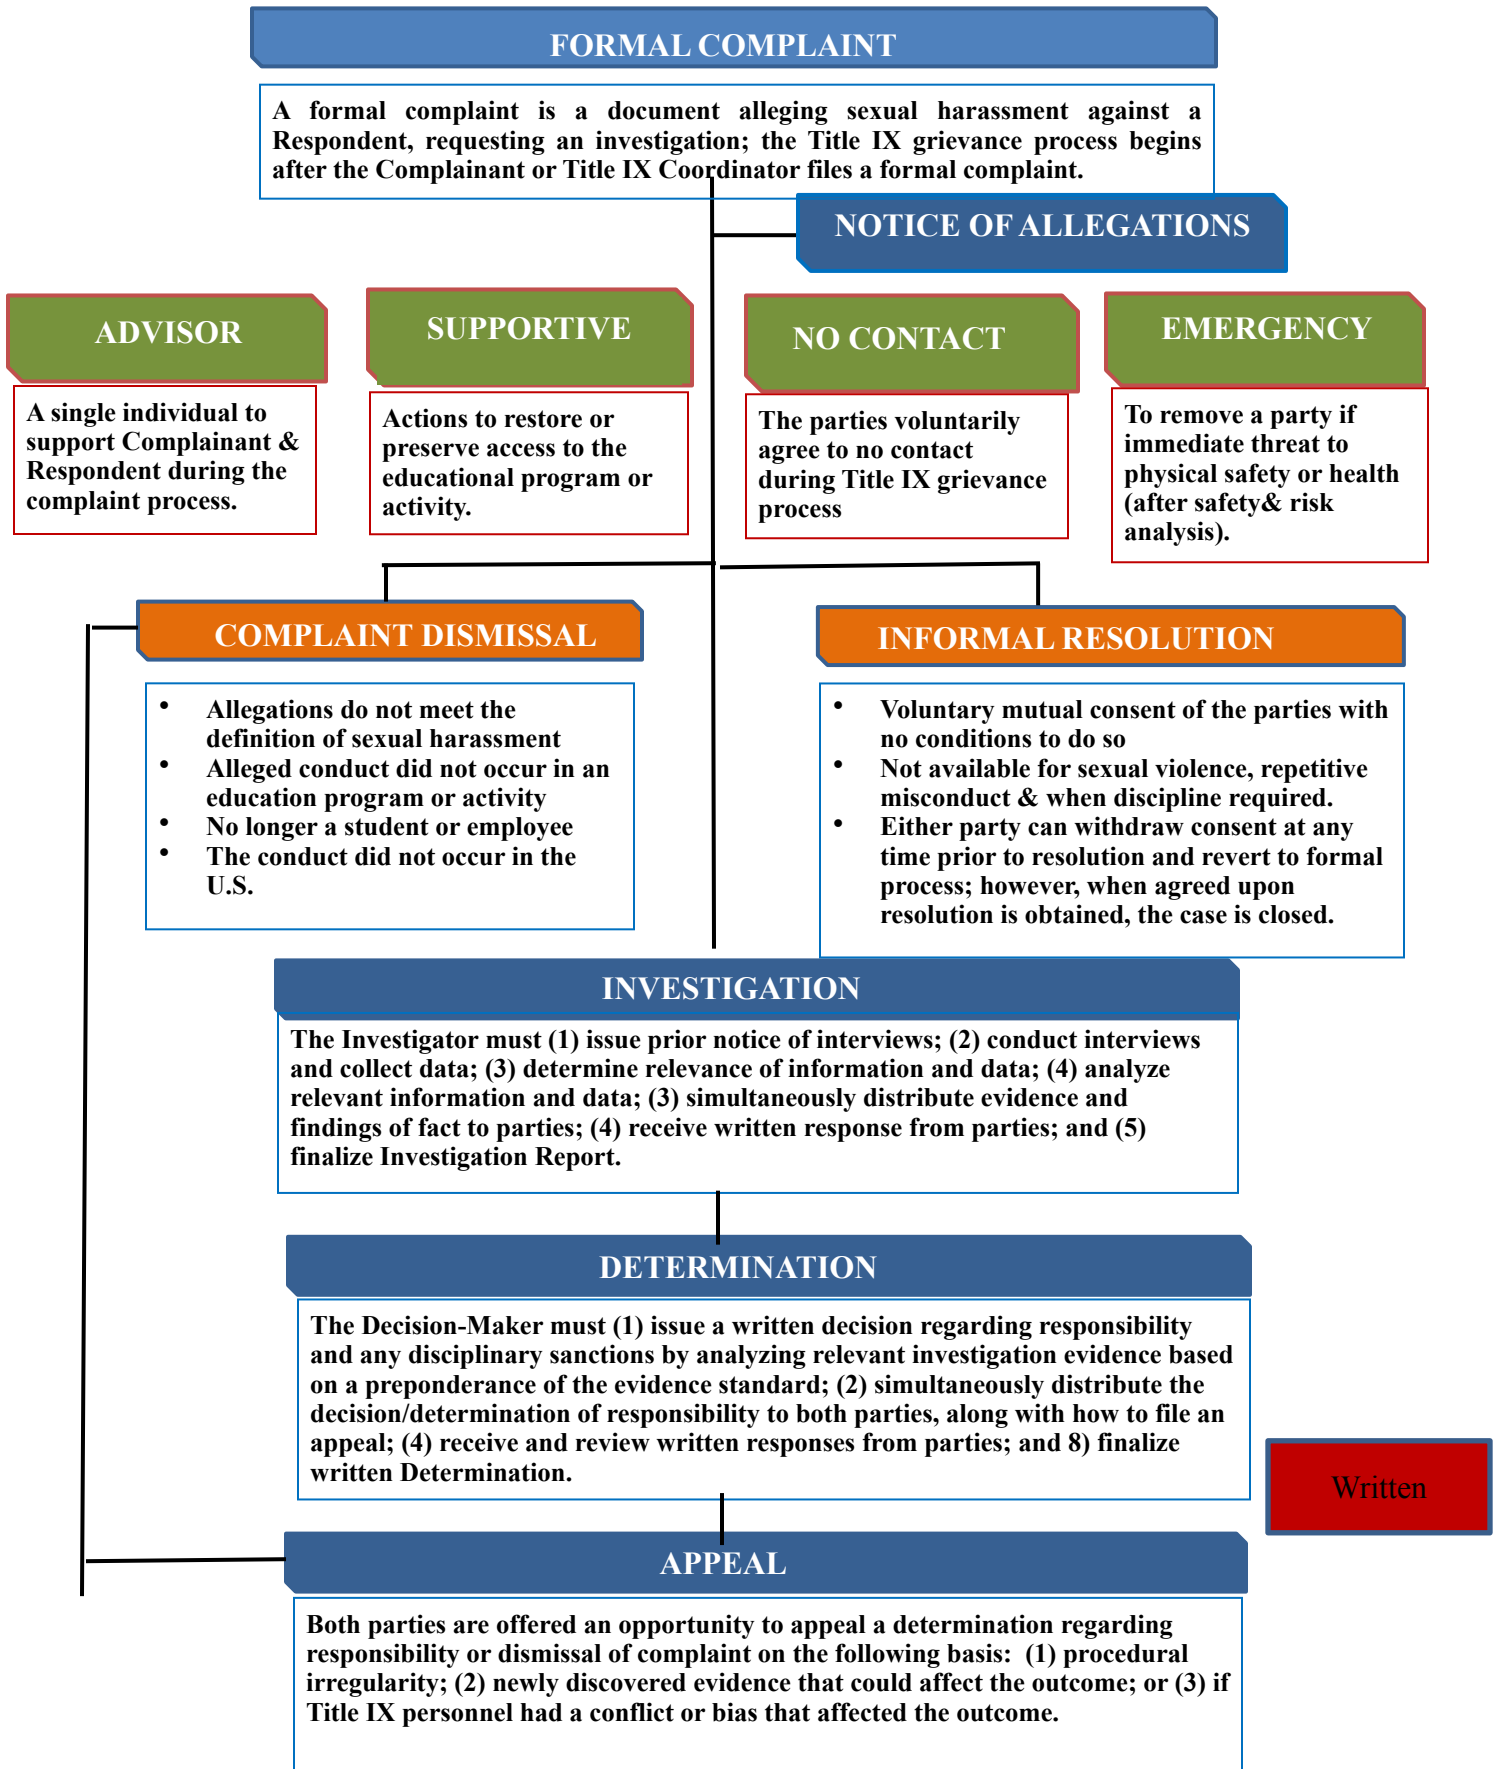 FORMAL COMPLAINT
A formal complaint is a document alleging sexual harassment against a
Respondent, requesting an investigation; the Title IX grievance process begins
after the Complainant or Title IX Coordinator files a formal complaint.
NOTICE OF ALLEGATIONS
ADVISOR
A single individual to
support Complainant &
Respondent during the
complaint process.
SUPPORTIVE
Actions to restore or
preserve access to the
educational program or
activity.
NO CONTACT
The parties voluntarily
agree to no contact
during Title IX grievance
process
EMERGENCY
To remove a party if
immediate threat to
physical safety or health
(after safety& risk
analysis).
COMPLAINT DISMISSAL
• Allegations do not meet the
definition of sexual harassment
• Alleged conduct did not occur in an
education program or activity
• No longer a student or employee
• The conduct did not occur in the
U.S.
INFORMAL RESOLUTION
• Voluntary mutual consent of the parties with
no conditions to do so
• Not available for sexual violence, repetitive
misconduct & when discipline required.
• Either party can withdraw consent at any
time prior to resolution and revert to formal
process; however, when agreed upon
resolution is obtained, the case is closed.
INVESTIGATION
The Investigator must (1) issue prior notice of interviews; (2) conduct interviews
and collect data; (3) determine relevance of information and data; (4) analyze
relevant information and data; (3) simultaneously distribute evidence and
findings of fact to parties; (4) receive written response from parties; and (5)
finalize Investigation Report.
DETERMINATION
The Decision-Maker must (1) issue a written decision regarding responsibility
and any disciplinary sanctions by analyzing relevant investigation evidence based
on a preponderance of the evidence standard; (2) simultaneously distribute the
decision/determination of responsibility to both parties, along with how to file an
appeal; (4) receive and review written responses from parties; and 8) finalize
written Determination.
Written
APPEAL
Both parties are offered an opportunity to appeal a determination regarding
responsibility or dismissal of complaint on the following basis: (1) procedural
irregularity; (2) newly discovered evidence that could affect the outcome; or (3) if
Title IX personnel had a conflict or bias that affected the outcome.